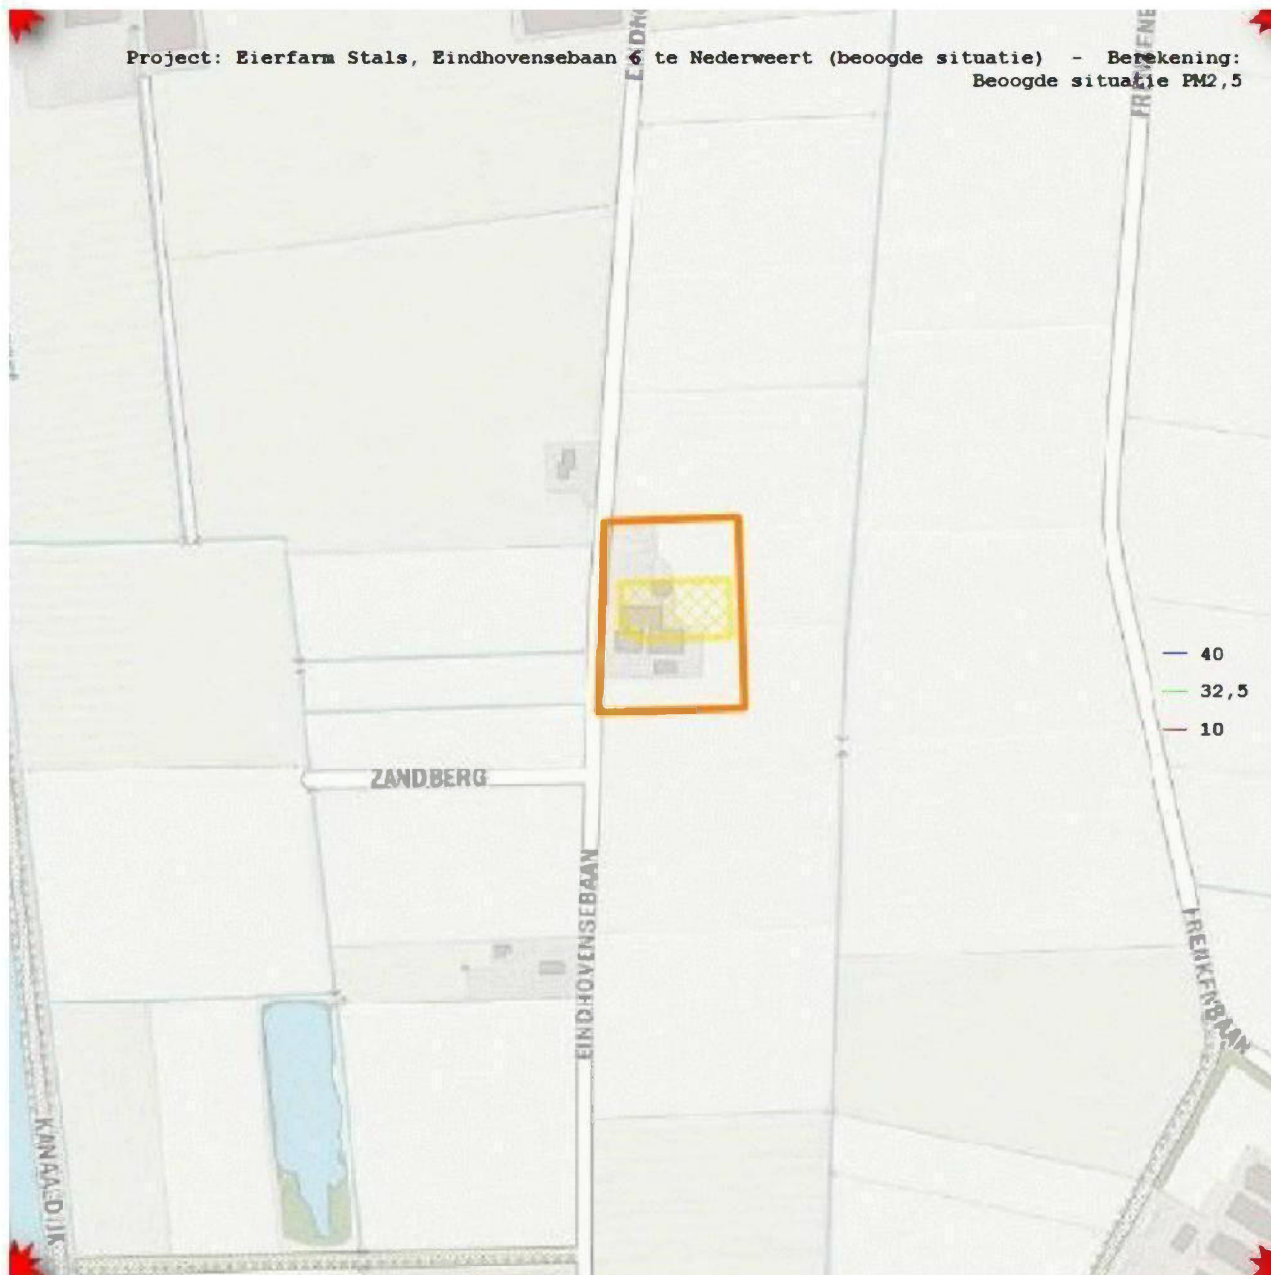 Project: Eierfarm Stals, Eindhovensebaan 6 te Nederweert (beoogde situatie) - Berekening:
Beoogde situatie PM2,5
40
32,5
10
ZANDBERG
EINDHOVENSEBAAN
KANAALDIJK